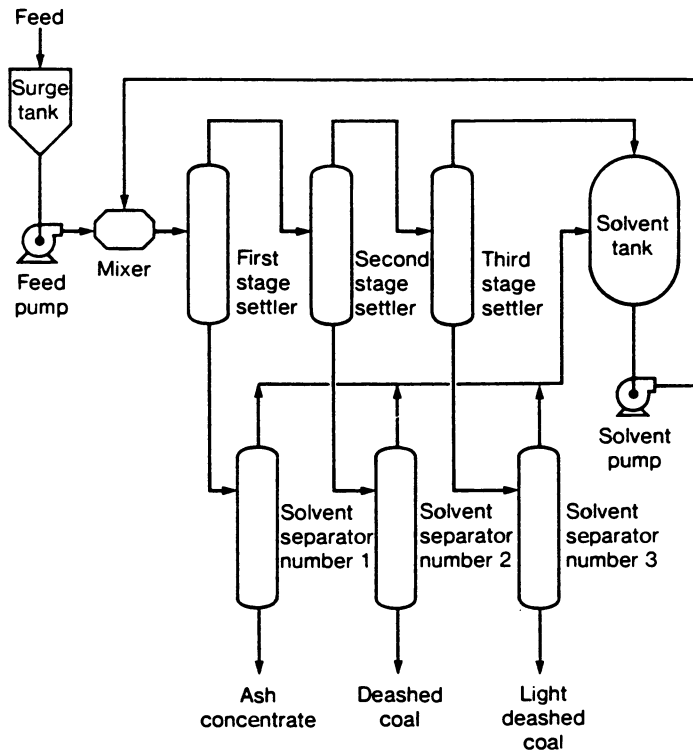 Feed
Surge
tank
Feed
pump
Mixer
First
stage
settler
Second
stage
settler
Third
stage
settler
Solvent
tank
Solvent
pump
Solvent
separator
number 1
Solvent
separator
number 2
Solvent
separator
number 3
Ash
concentrate
Deashed
coal
Light
deashed
coal